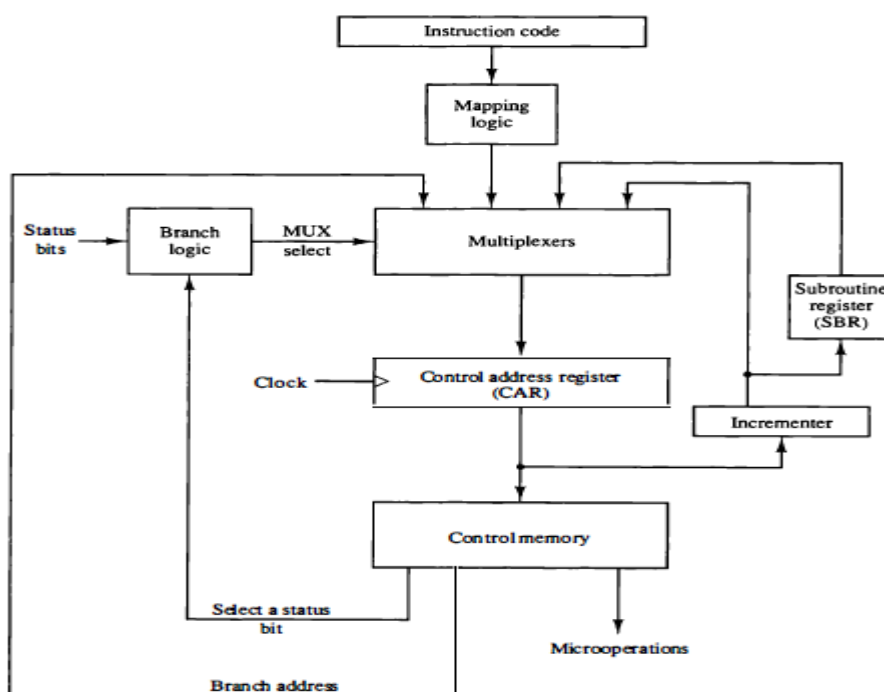 Instruction code
Mapping
logic
Status
bits
Branch
logic
MUX
select
Multiplexers
Subroutine
register
(SBR)
Clock
Control address register
(CAR)
Incrementer
Control memory
Select a status
bit
Microoperations
Branch address